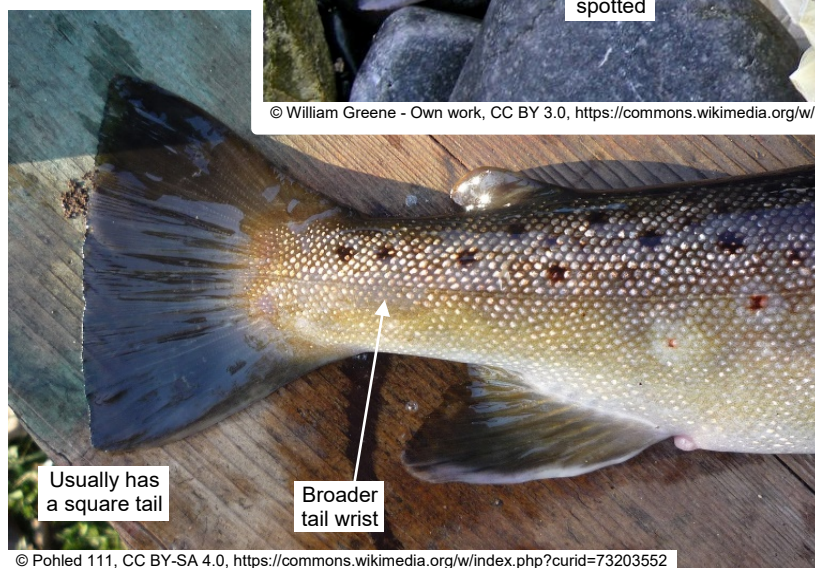 spotted
© William Greene - Own work, CC BY 3.0, https://commons.wikimedia.org/w/
Usually has
a square tail
Broader
tail wrist
© Pohled 111, CC BY-SA 4.0, https://commons.wikimedia.org/w/index.php?curid=73203552